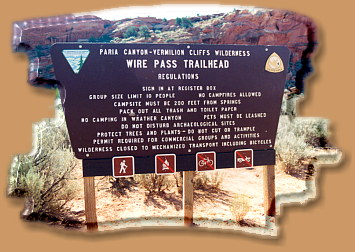 PARIA CANYON-VERMILION CLIFFS WILDERNESS
WIRE PASS TRAILHEAD
REGULATIONS
SIGN IN AT REGISTER BOX
GROUP SIZE LIMIT 10 PEOPLE NO CAMPFIRES ALLOWED
CAMPSITE MUST BE 200 FEET FROM SPRINGS
PACK OUT ALL TRASH AND TOILET PAPER
NO CAMPING IN WRATHER CANYON PETS MUST BE LEASHED
DO NOT DISTURB ARCHAEOLOGICAL SITES
PROTECT TREES AND PLANTS - DO NOT CUT OR TRAMPLE
PERMIT REQUIRED FOR COMMERCIAL GROUPS AND ACTIVITIES
WILDERNESS CLOSED TO MECHANIZED TRANSPORT INCLUDING BICYCLES